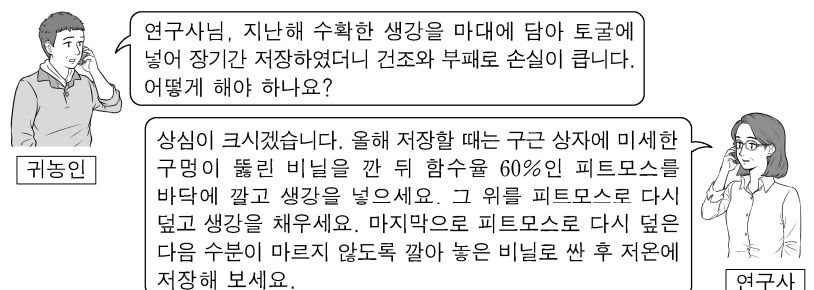 연구사님, 지난해 수확한 생강을 마대에 담아 토굴에
넣어 장기간 저장하였더니 건조와 부패로 손실이 큽니다.
어떻게 해야 하나요?
귀농인
상심이 크시겠습니다. 올해 저장할 때는 구근 상자에 미세한
구멍이 뚫린 비닐을 깐 뒤 함수율 60%인 피트모스를
바닥에 깔고 생강을 넣으세요. 그 위를 피트모스로 다시
덮고 생강을 채우세요. 마지막으로 피트모스로 다시 덮은
다음 수분이 마르지 않도록 깔아 놓은 비닐로 싼 후 저온에
저장해 보세요.
연구사